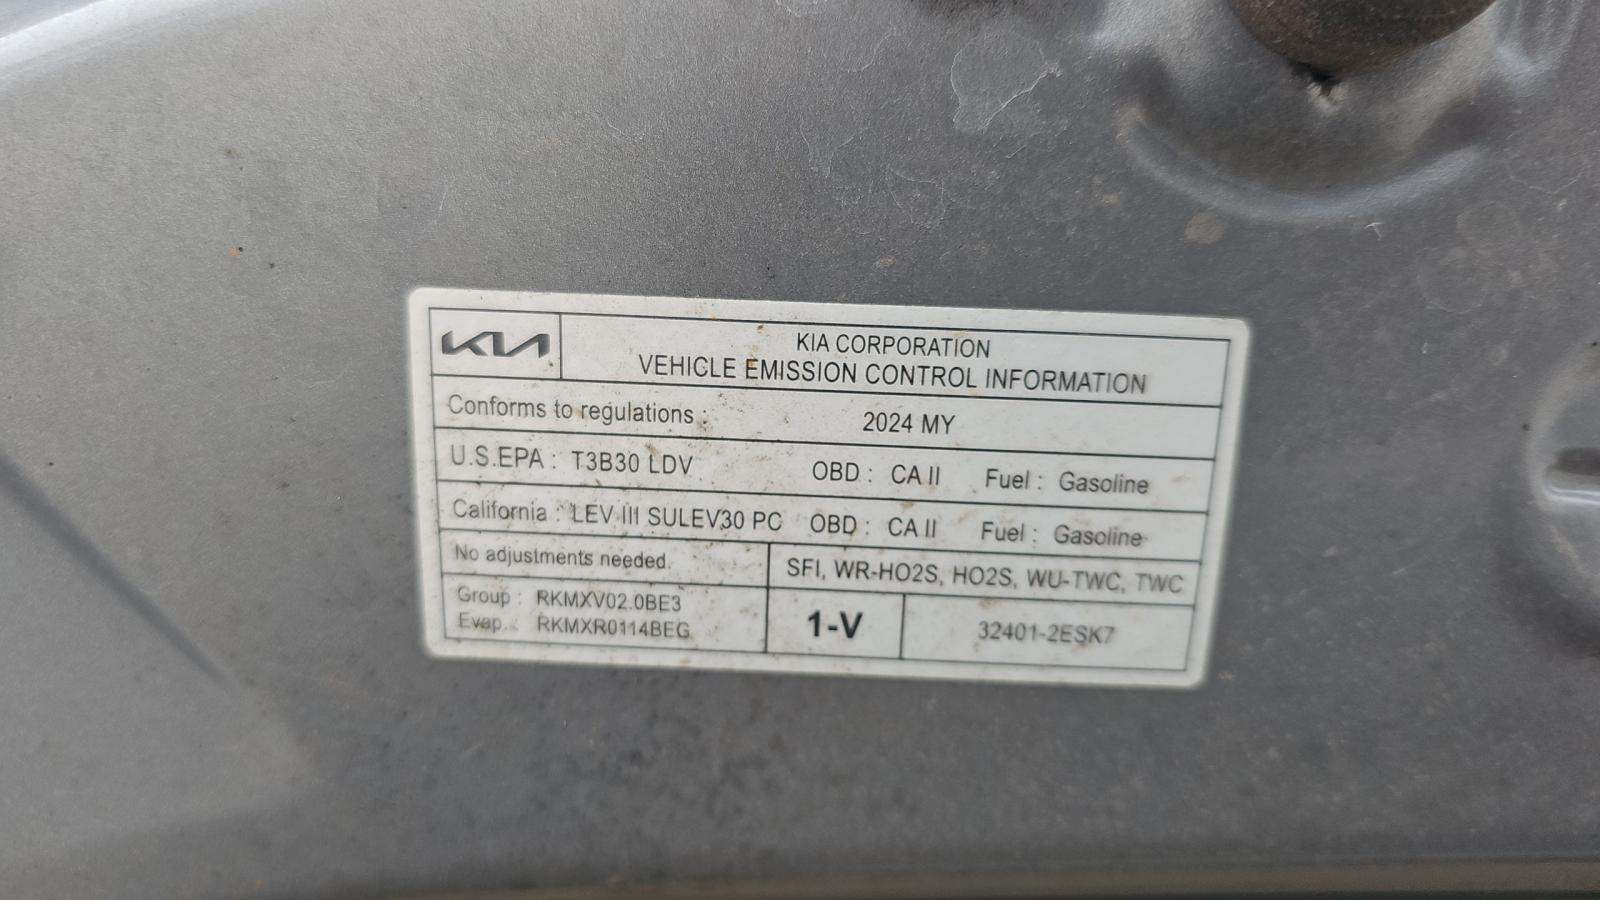 KIA
KIA CORPORATION
VEHICLE EMISSION CONTROL INFORMATION
Conforms to regulations : 2024 MY
U.S.EPA : T3B30 LDV OBD : CA II Fuel : Gasoline
California : LEV III SULEV30 PC OBD : CA II Fuel : Gasoline
No adjustments needed. SFI, WR-HO2S, HO2S, WU-TWC, TWC
Group : RKMXV02.0BE3
Evap. : RKMXR0114BEG
1-V
32401-2ESK7